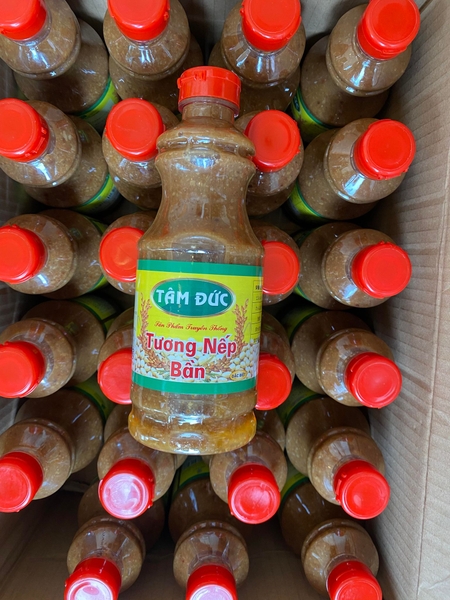 TÂM ĐỨC
Sản Phẩm Truyền Thống
Tương Nếp
Bần